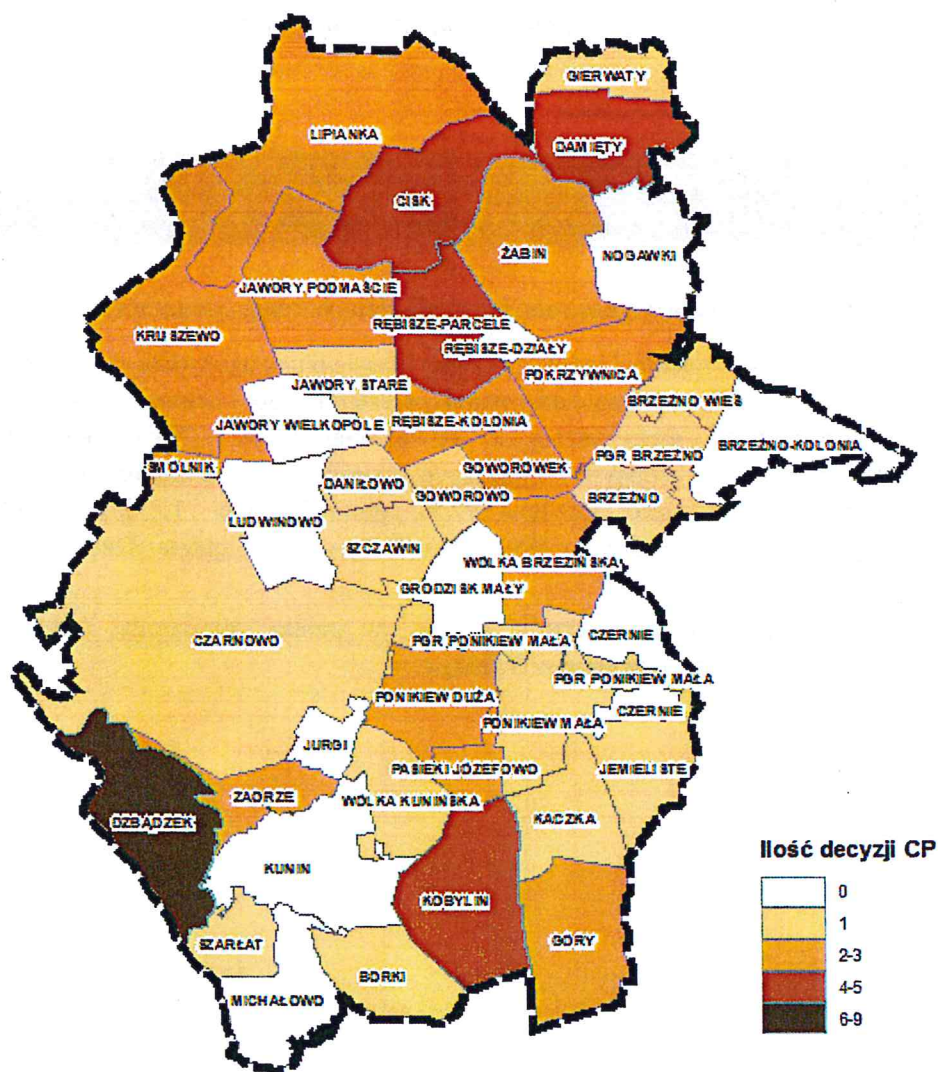 GIERWATY
LIPIANKA
DAMIĘTY
CISK
ŻABIN
NOGAWKI
JAWORY PODMAŚCIE
KRUSZEWO
RĘBISZE-PARCELE
RĘBISZE-DZIAŁY
POKRZYWNICA
JAWORY STARE
BRZEŹNO WIEŚ
JAWORY WIELKOPOLE
RĘBISZE-KOLONIA
BRZEŹNO-KOLONIA
SMÓLNIK
GOWORÓWEK
PGR BRZEŹNO
DANIŁOWO
GOWOROWO
BRZEŹNO
LUDWINOWO
SZCZAWIN
WÓLKA BRZEZIŃSKA
GRODZISK MAŁY
CZARNOWO
PGR PONIKIEW MAŁA
CZERNIE
PGR PONIKIEW MAŁA
PONIKIEW DUŻA
PONIKIEW MAŁA
CZERNIE
JURGI
PASIEKI JÓZEFOWO
JEMIELISTE
ZAORZE
WÓLKA KUNIŃSKA
DZBĄDZEK
KACZKA
KUNIN
Ilość decyzji CP
KOBYLIN
0
1
SZARŁAT
GÓRY
2-3
BORKI
4-5
MICHAŁOWO
6-9